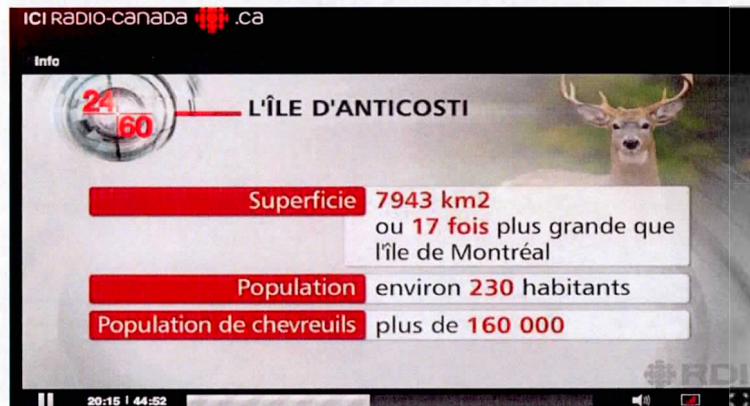 ICI RADIO-CANADA .ca
Info
24
60
L'ÎLE D'ANTICOSTI
Superficie 7943 km2
ou 17 fois plus grande que
l'île de Montréal
Population environ 230 habitants
Population de chevreuils plus de 160 000
RDI
20:15 | 44:52